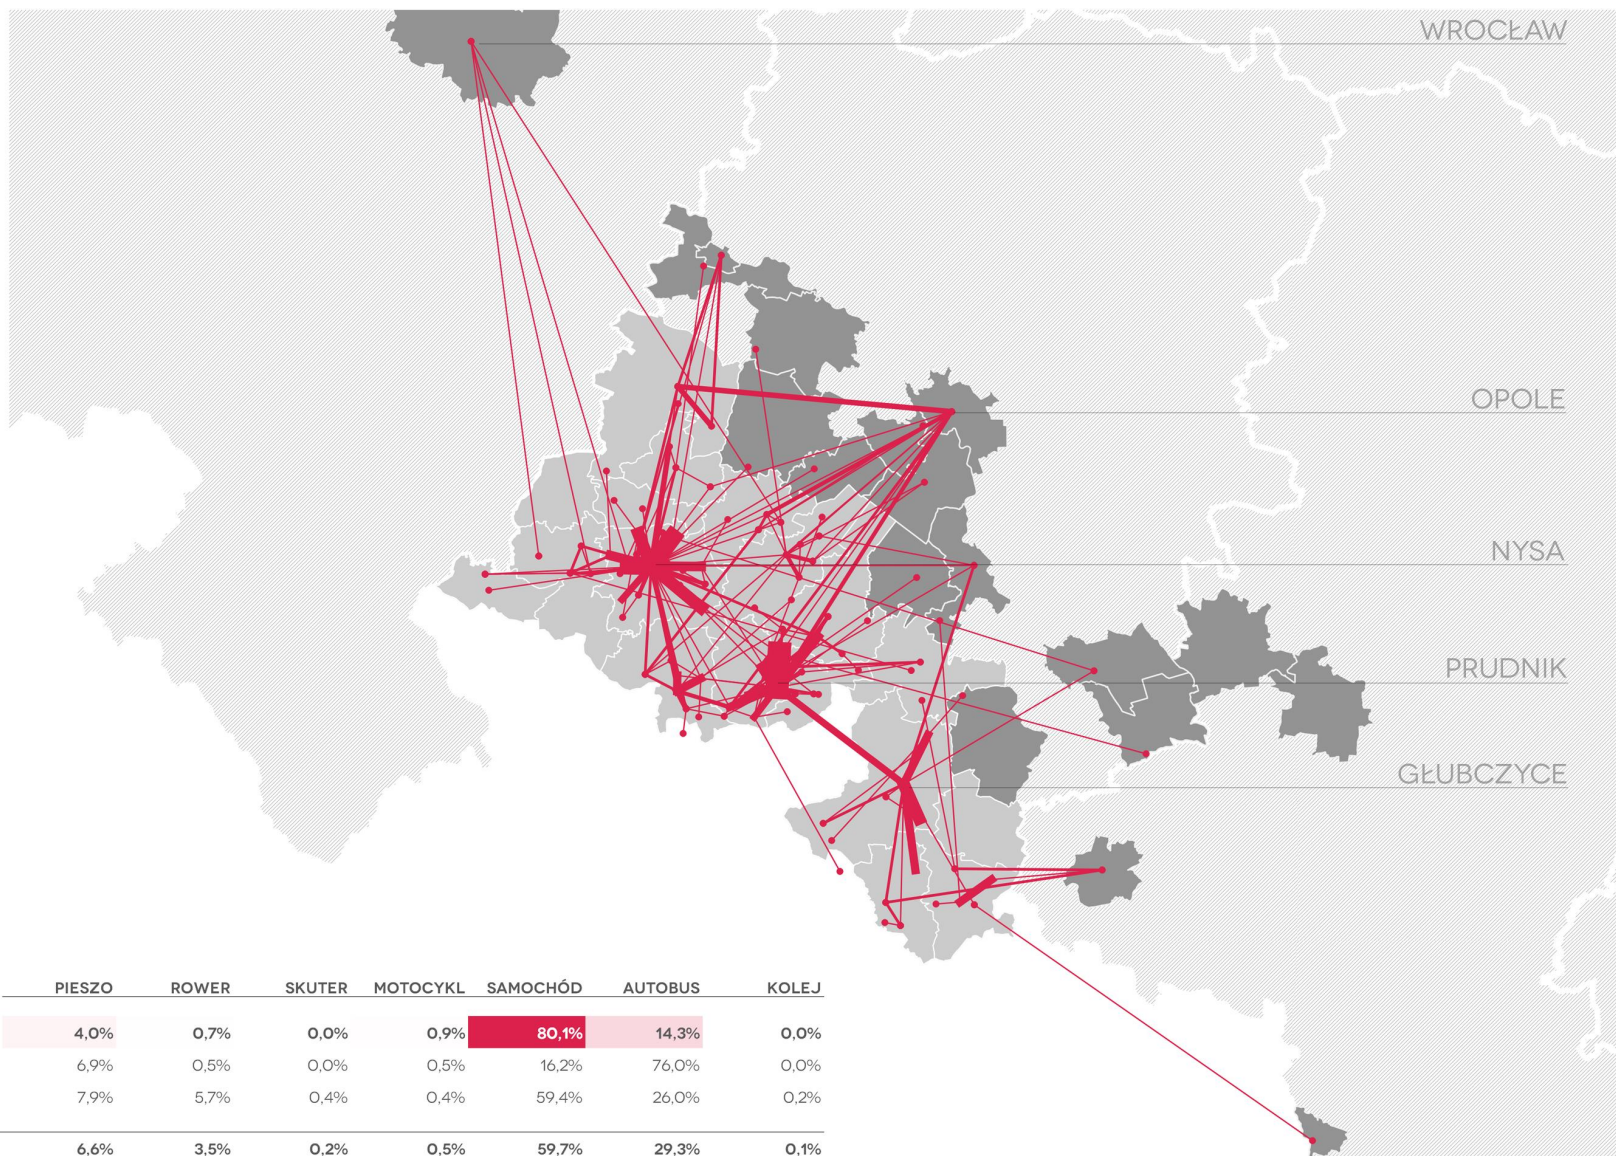 WROCŁAW
OPOLE
NYSA
PRUDNIK
GŁUBCZYCE
PIESZO ROWER SKUTER MOTOCYKL SAMOCHÓD AUTOBUS KOLEJ
4,0% 0,7% 0,0% 0,9% 80,1% 14,3% 0,0%
6,9% 0,5% 0,0% 0,5% 16,2% 76,0% 0,0%
7,9% 5,7% 0,4% 0,4% 59,4% 26,0% 0,2%
6,6% 3,5% 0,2% 0,5% 59,7% 29,3% 0,1%